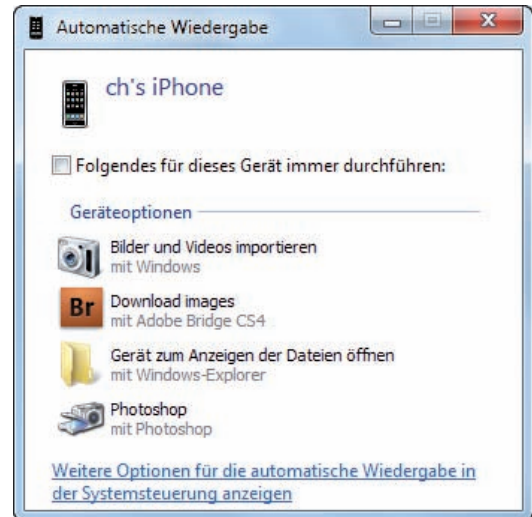 Automatische Wiedergabe
ch's iPhone
Folgendes für dieses Gerät immer durchführen:
Geräteoptionen
Bilder und Videos importieren
mit Windows
Br
Download images
mit Adobe Bridge CS4
Gerät zum Anzeigen der Dateien öffnen
mit Windows-Explorer
Photoshop
mit Photoshop
Weitere Optionen für die automatische Wiedergabe in
der Systemsteuerung anzeigen